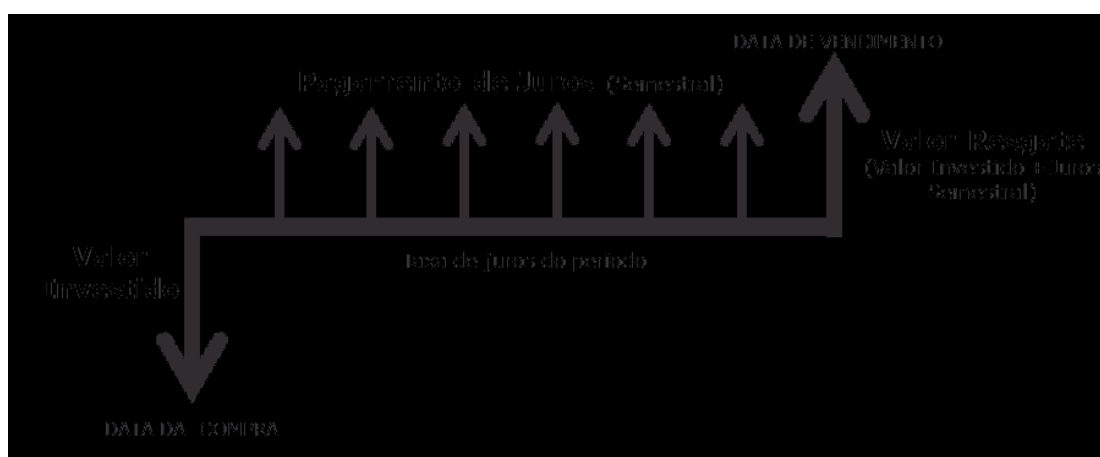 DATA DE VENCIMENTO
Pagamento de Juros (Semestral)
Valor Resgate
(Valor Investido + Juros
Semestral)
Valor
Investido
taxa de juros do período
DATA DA COMPRA